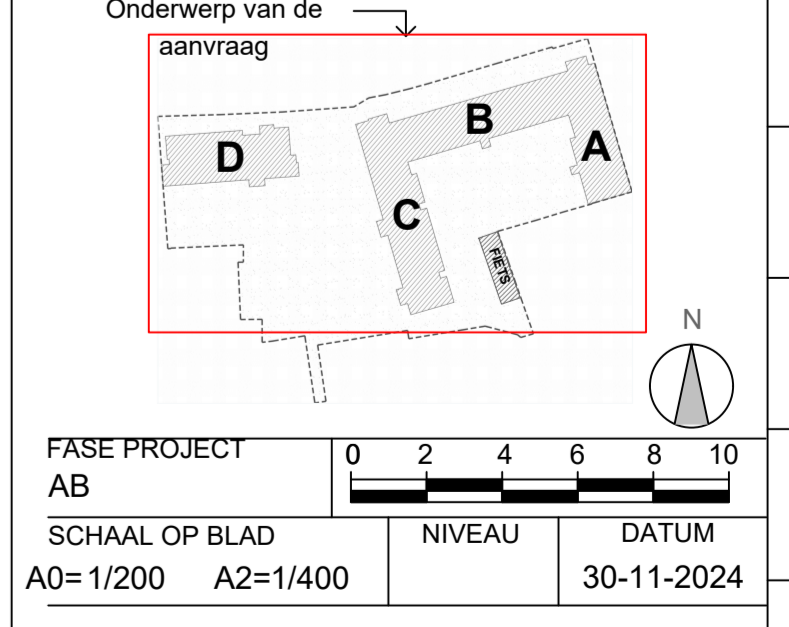 Onderwerp van de
aanvraag
B
A
D
C
FIETS
N
FASE PROJECT
AB
0 2 4 6 8 10
SCHAAL OP BLAD
A0= 1/200 A2=1/400
NIVEAU
DATUM
30-11-2024